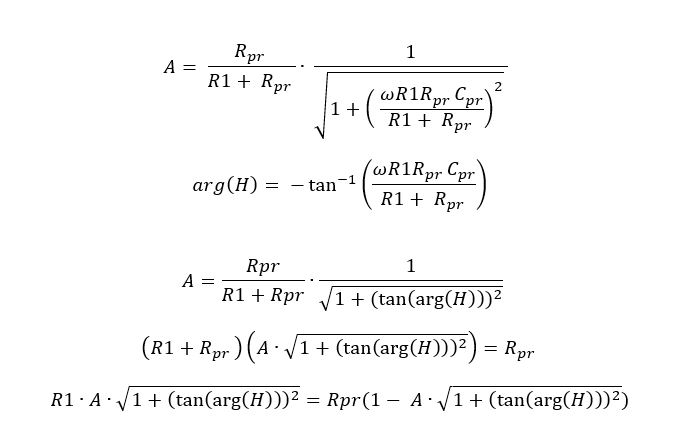 A = R_pr / (R1 + R_pr) · 1 / √(1 + (ωR1R_pr C_pr / (R1 + R_pr))²)
arg(H) = − tan⁻¹(ωR1R_pr C_pr / (R1 + R_pr))
A = Rpr / (R1 + Rpr) · 1 / √(1 + (tan(arg(H)))²)
(R1 + R_pr)(A · √(1 + (tan(arg(H)))²)) = R_pr
R1 · A · √(1 + (tan(arg(H)))²) = Rpr(1 − A · √(1 + (tan(arg(H)))²))